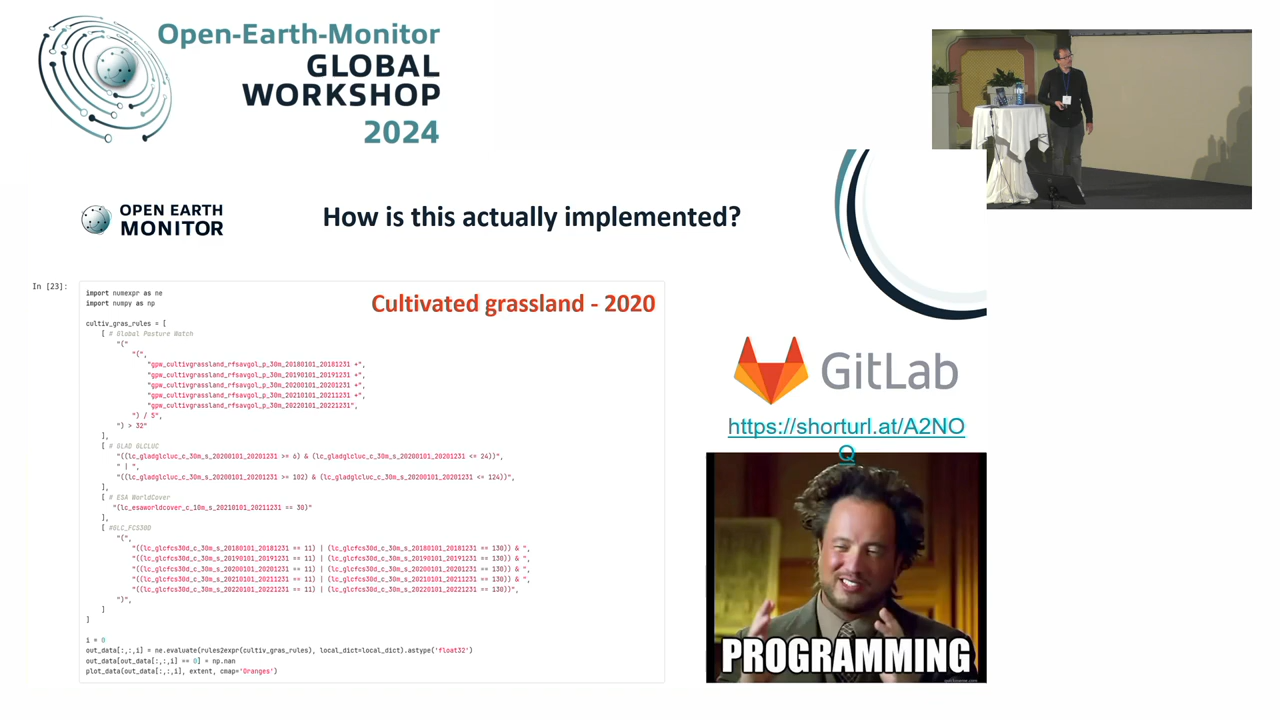 Open-Earth-Monitor
GLOBAL
WORKSHOP
2024
OPEN EARTH
MONITOR
How is this actually implemented?
In [23]:
import numexpr as ne
import numpy as np
Cultivated grassland - 2020
cultiv_gras_rules = [
[ # Global Pasture Watch
"("
"(",
"gpw_cultivgrassland_rfsavgol_p_30m_20180101_20181231 +",
"gpw_cultivgrassland_rfsavgol_p_30m_20190101_20191231 +",
"gpw_cultivgrassland_rfsavgol_p_30m_20200101_20201231 +",
"gpw_cultivgrassland_rfsavgol_p_30m_20210101_20211231 +",
"gpw_cultivgrassland_rfsavgol_p_30m_20220101_20221231",
") / 5",
") > 32"
],
[ # GLAD GLCLUC
"((lc_gladglcluc_c_30m_s_20200101_20201231 >= 6) & (lc_gladglcluc_c_30m_s_20200101_20201231 <= 24))",
" | ",
"((lc_gladglcluc_c_30m_s_20200101_20201231 >= 102) & (lc_gladglcluc_c_30m_s_20200101_20201231 <= 124))",
],
[ # ESA WorldCover
"(lc_esaworldcover_c_10m_s_20210101_20211231 == 30)"
],
[ #GLC_FCS30D
"(",
"((lc_glcfcs30d_c_30m_s_20180101_20181231 == 11) | (lc_glcfcs30d_c_30m_s_20180101_20181231 == 130)) & ",
"((lc_glcfcs30d_c_30m_s_20190101_20191231 == 11) | (lc_glcfcs30d_c_30m_s_20190101_20191231 == 130)) & ",
"((lc_glcfcs30d_c_30m_s_20200101_20201231 == 11) | (lc_glcfcs30d_c_30m_s_20200101_20201231 == 130)) & ",
"((lc_glcfcs30d_c_30m_s_20210101_20211231 == 11) | (lc_glcfcs30d_c_30m_s_20210101_20211231 == 130)) & ",
"((lc_glcfcs30d_c_30m_s_20220101_20221231 == 11) | (lc_glcfcs30d_c_30m_s_20220101_20221231 == 130))",
")",
]
]
i = 0
out_data[:,:,i] = ne.evaluate(rules2expr(cultiv_gras_rules), local_dict=local_dict).astype('float32')
out_data[out_data[:,:,i] == 0] = np.nan
plot_data(out_data[:,:,i], extent, cmap='Oranges')
GitLab
https://shorturl.at/A2NO
Q
PROGRAMMING